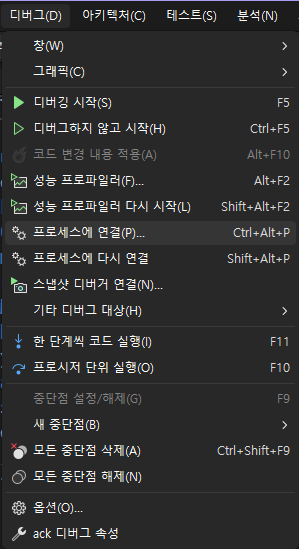 디버그(D) 아키텍처(C) 테스트(S) 분석(N)
창(W)
그래픽(C)
디버깅 시작(S) F5
디버그하지 않고 시작(H) Ctrl+F5
코드 변경 내용 적용(A) Alt+F10
성능 프로파일러(F)... Alt+F2
성능 프로파일러 다시 시작(L) Shift+Alt+F2
프로세스에 연결(P)... Ctrl+Alt+P
프로세스에 다시 연결 Shift+Alt+P
스냅샷 디버거 연결(N)...
기타 디버그 대상(H)
한 단계씩 코드 실행(I) F11
프로시저 단위 실행(O) F10
중단점 설정/해제(G) F9
새 중단점(B)
모든 중단점 삭제(A) Ctrl+Shift+F9
모든 중단점 해제(N)
옵션(O)...
ack 디버그 속성